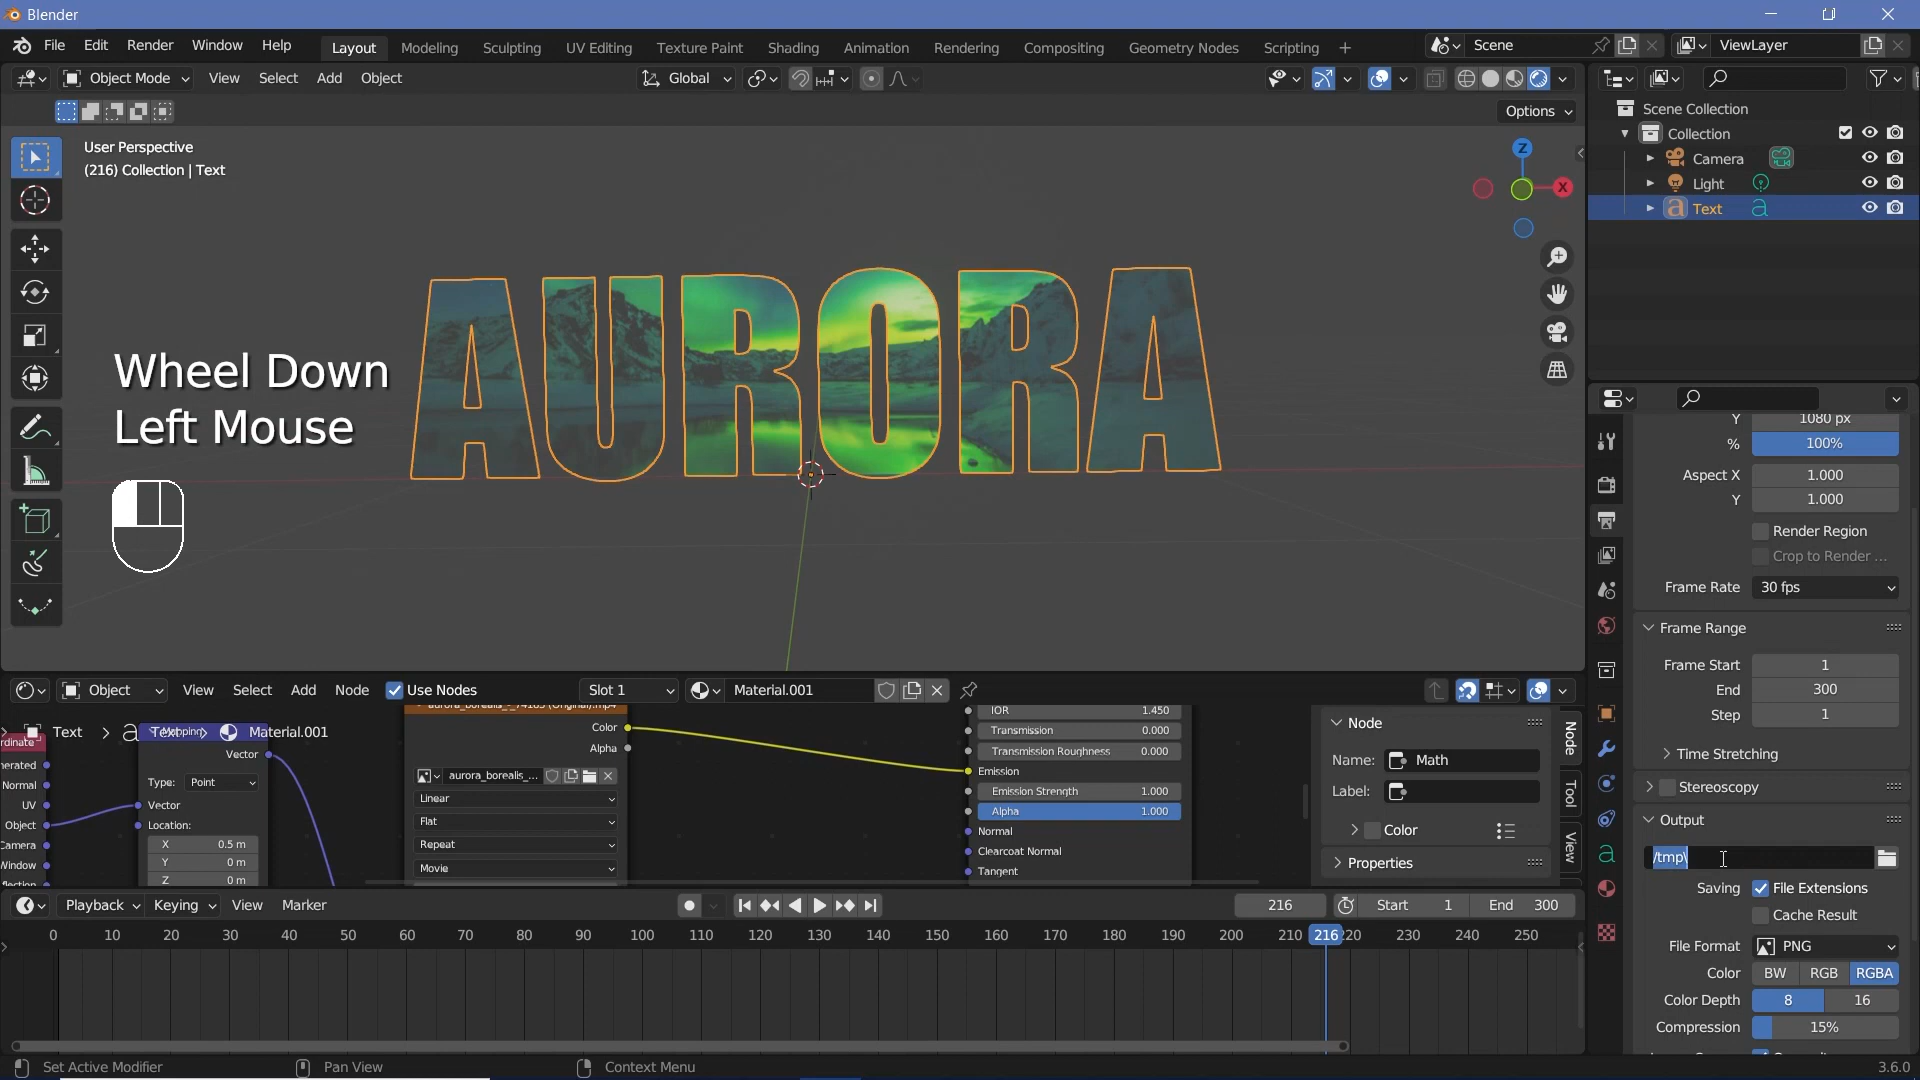 Blender
File Edit Render Window Help
Layout Modeling Sculpting UV Editing Texture Paint Shading Animation Rendering Compositing Geometry Nodes Scripting +
Scene
ViewLayer
Object Mode View Select Add Object
Global
Options
User Perspective
(216) Collection | Text
Z
X
AURORA
Wheel Down
Left Mouse
Scene Collection
Collection
Camera
Light
Text
Y 1080 px
% 100%
Aspect X 1.000
Y 1.000
Render Region
Crop to Render ...
Frame Rate 30 fps
Frame Range
Frame Start 1
End 300
Step 1
Time Stretching
Stereoscopy
Output
/tmp\
Saving File Extensions
Cache Result
File Format PNG
Color BW RGB RGBA
Color Depth 8 16
Compression 15%
Object View Select Add Node Use Nodes Slot 1 Material.001
Text > Text > Material.001
Mapping
Vector
Type: Point
Vector
Location:
X 0.5 m
Y 0 m
Z 0 m
Normal
UV
Object
Camera
Window
Color
Alpha
aurora_borealis_...
Linear
Flat
Repeat
Movie
IOR 1.450
Transmission 0.000
Transmission Roughness 0.000
Emission
Emission Strength 1.000
Alpha 1.000
Normal
Clearcoat Normal
Tangent
Node
Name: Math
Label:
Color
Properties
Node
Tool
View
Playback Keying View Marker
216 Start 1 End 300
0 10 20 30 40 50 60 70 80 90 100 110 120 130 140 150 160 170 180 190 200 210 216 220 230 240 250
Set Active Modifier Pan View Context Menu
3.6.0